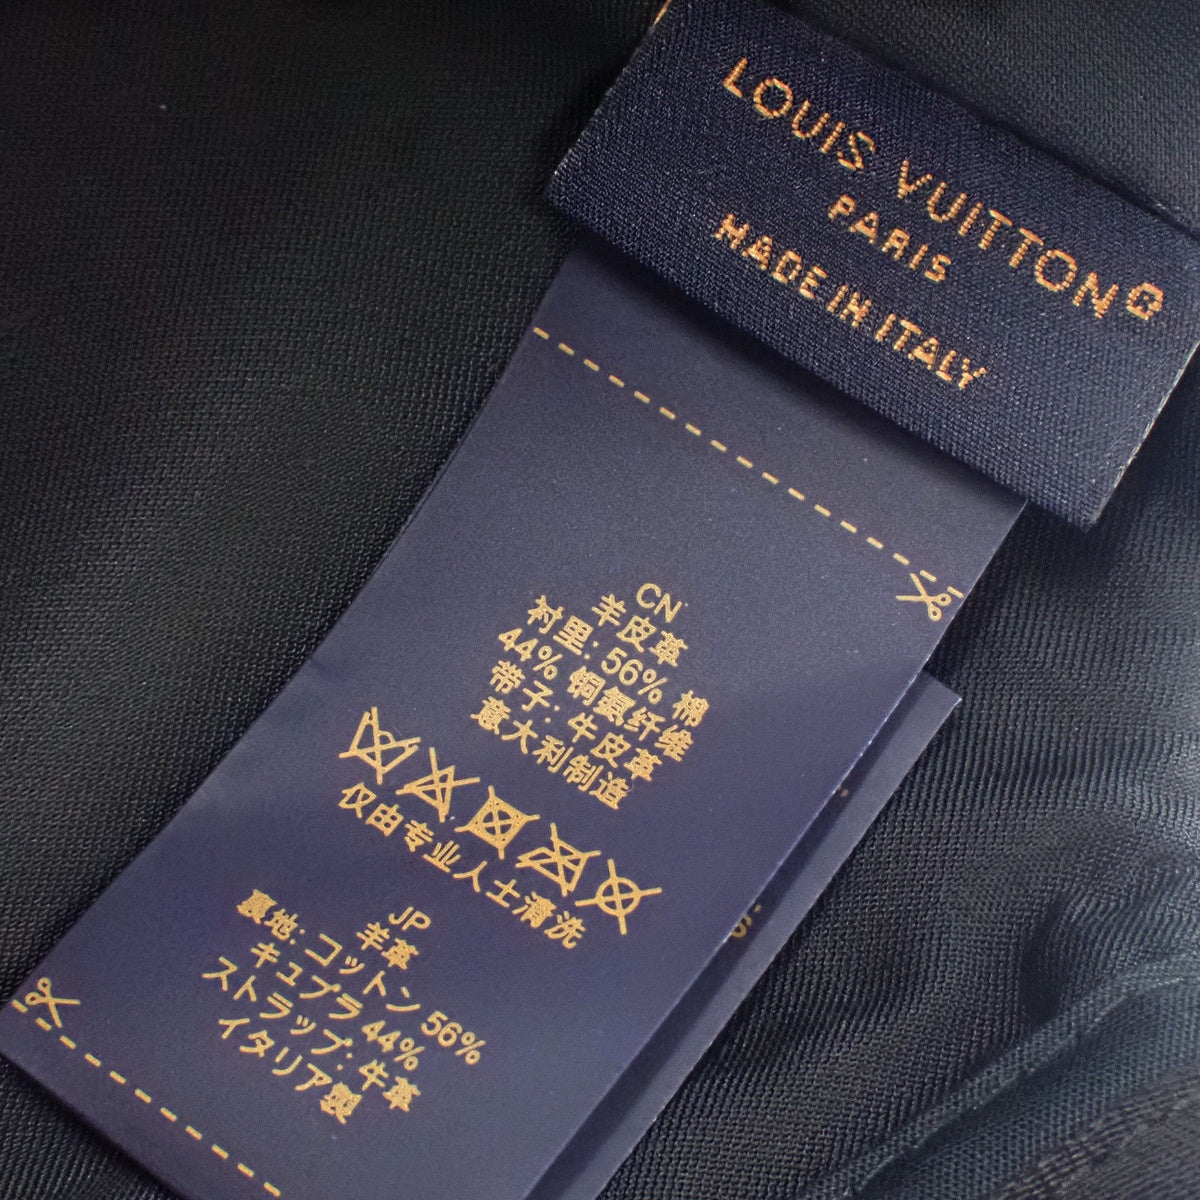 LOUIS VUITTON
PARIS
MADE IN ITALY
CN
羊皮革
衬里: 56% 棉
44% 铜氨纤维
带子: 牛皮革
意大利制造
仅由专业人士清洗
JP
羊革
裏地: コットン 56%
キュプラ 44%
ストラップ: 牛革
イタリア製